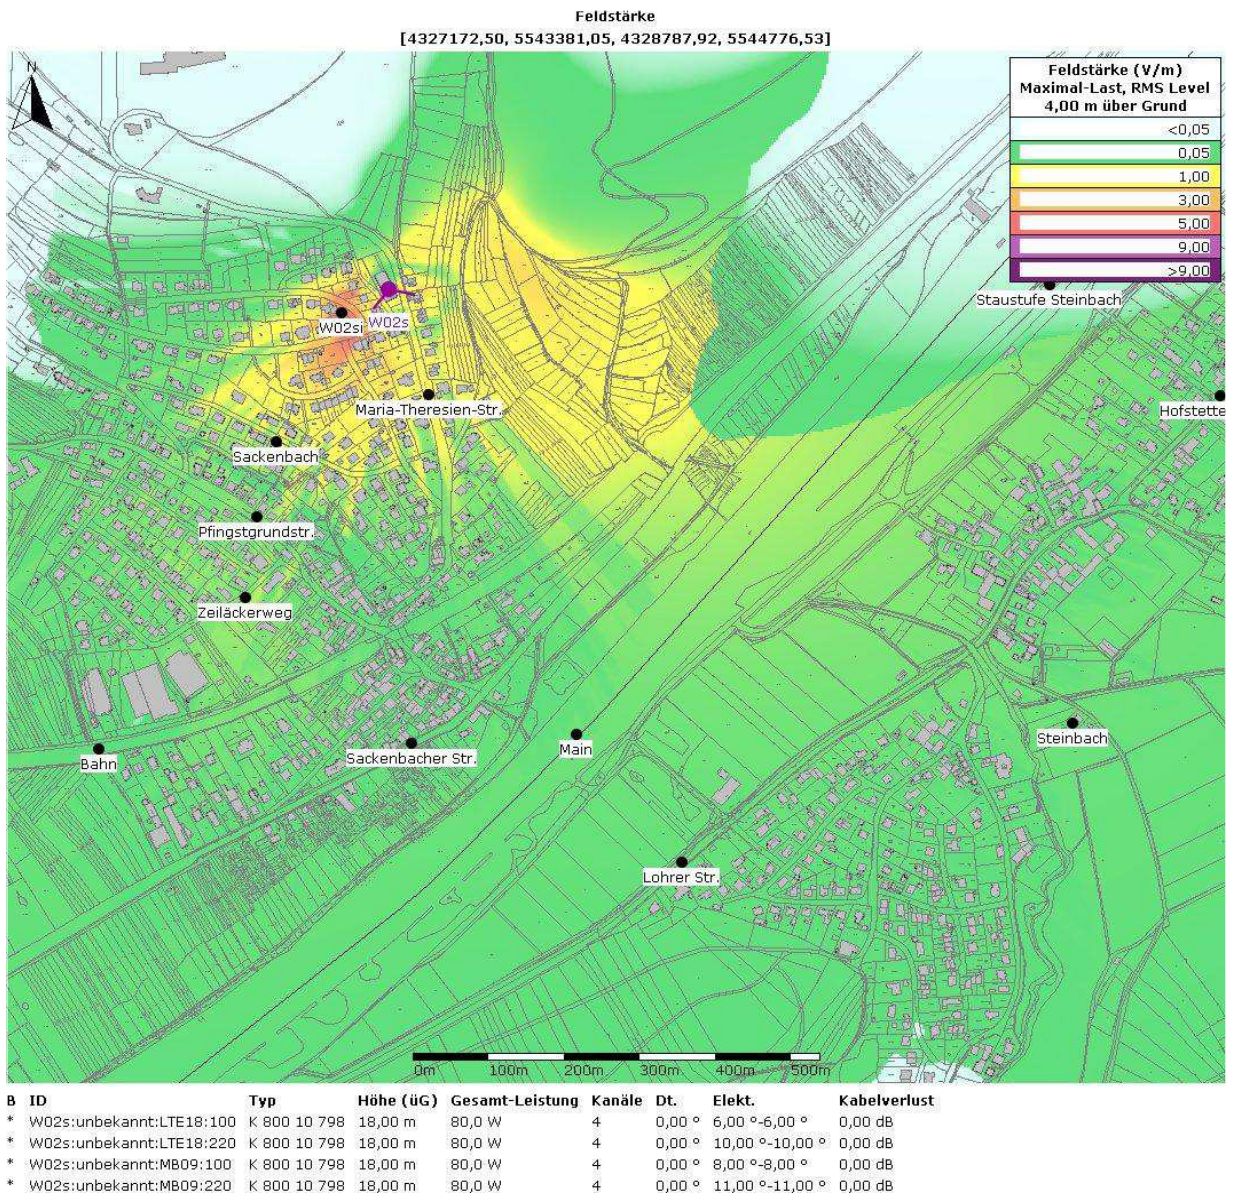 Feldstärke
[4327172,50, 5543381,05, 4328787,92, 5544776,53]
N
Feldstärke (V/m)
Maximal-Last, RMS Level
4,00 m über Grund
<0,05
0,05
1,00
3,00
5,00
9,00
>9,00
Staustufe Steinbach
W02si
W02s
Maria-Theresien-Str.
Hofstette
Sackenbach
Pfingstgrundstr.
Zeiläckerweg
Bahn
Sackenbacher Str.
Main
Steinbach
Lohrer Str.
0m 100m 200m 300m 400m 500m
B ID Typ Höhe (üG) Gesamt-Leistung Kanäle Dt. Elekt. Kabelverlust
* W02s:unbekannt:LTE18:100 K 800 10 798 18,00 m 80,0 W 4 0,00 ° 6,00 °-6,00 ° 0,00 dB
* W02s:unbekannt:LTE18:220 K 800 10 798 18,00 m 80,0 W 4 0,00 ° 10,00 °-10,00 ° 0,00 dB
* W02s:unbekannt:MB09:100 K 800 10 798 18,00 m 80,0 W 4 0,00 ° 8,00 °-8,00 ° 0,00 dB
* W02s:unbekannt:MB09:220 K 800 10 798 18,00 m 80,0 W 4 0,00 ° 11,00 °-11,00 ° 0,00 dB